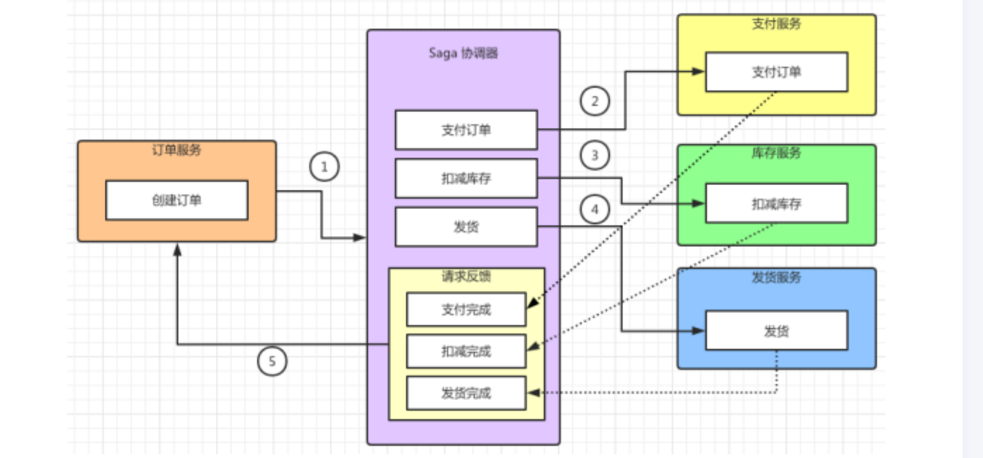 支付服务
支付订单
Saga 协调器
2
支付订单
3
扣减库存
4
发货
订单服务
创建订单
1
库存服务
扣减库存
请求反馈
支付完成
扣减完成
发货完成
发货服务
发货
5